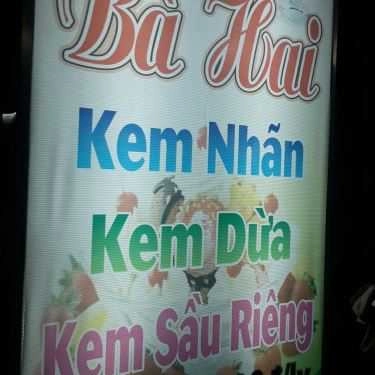 Bà Hai
Kem Nhãn
Kem Dừa
Kem Sầu Riêng